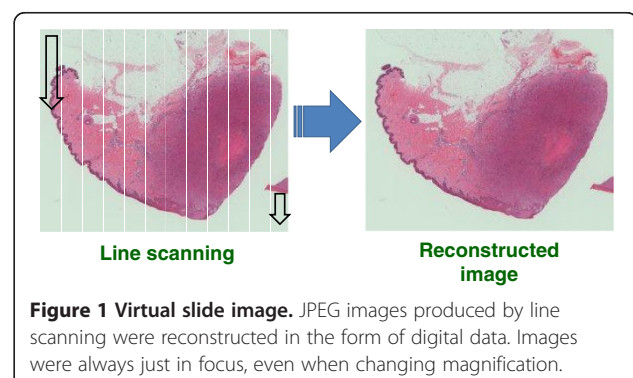 Line scanning
Reconstructed
image
Figure 1 Virtual slide image. JPEG images produced by line
scanning were reconstructed in the form of digital data. Images
were always just in focus, even when changing magnification.